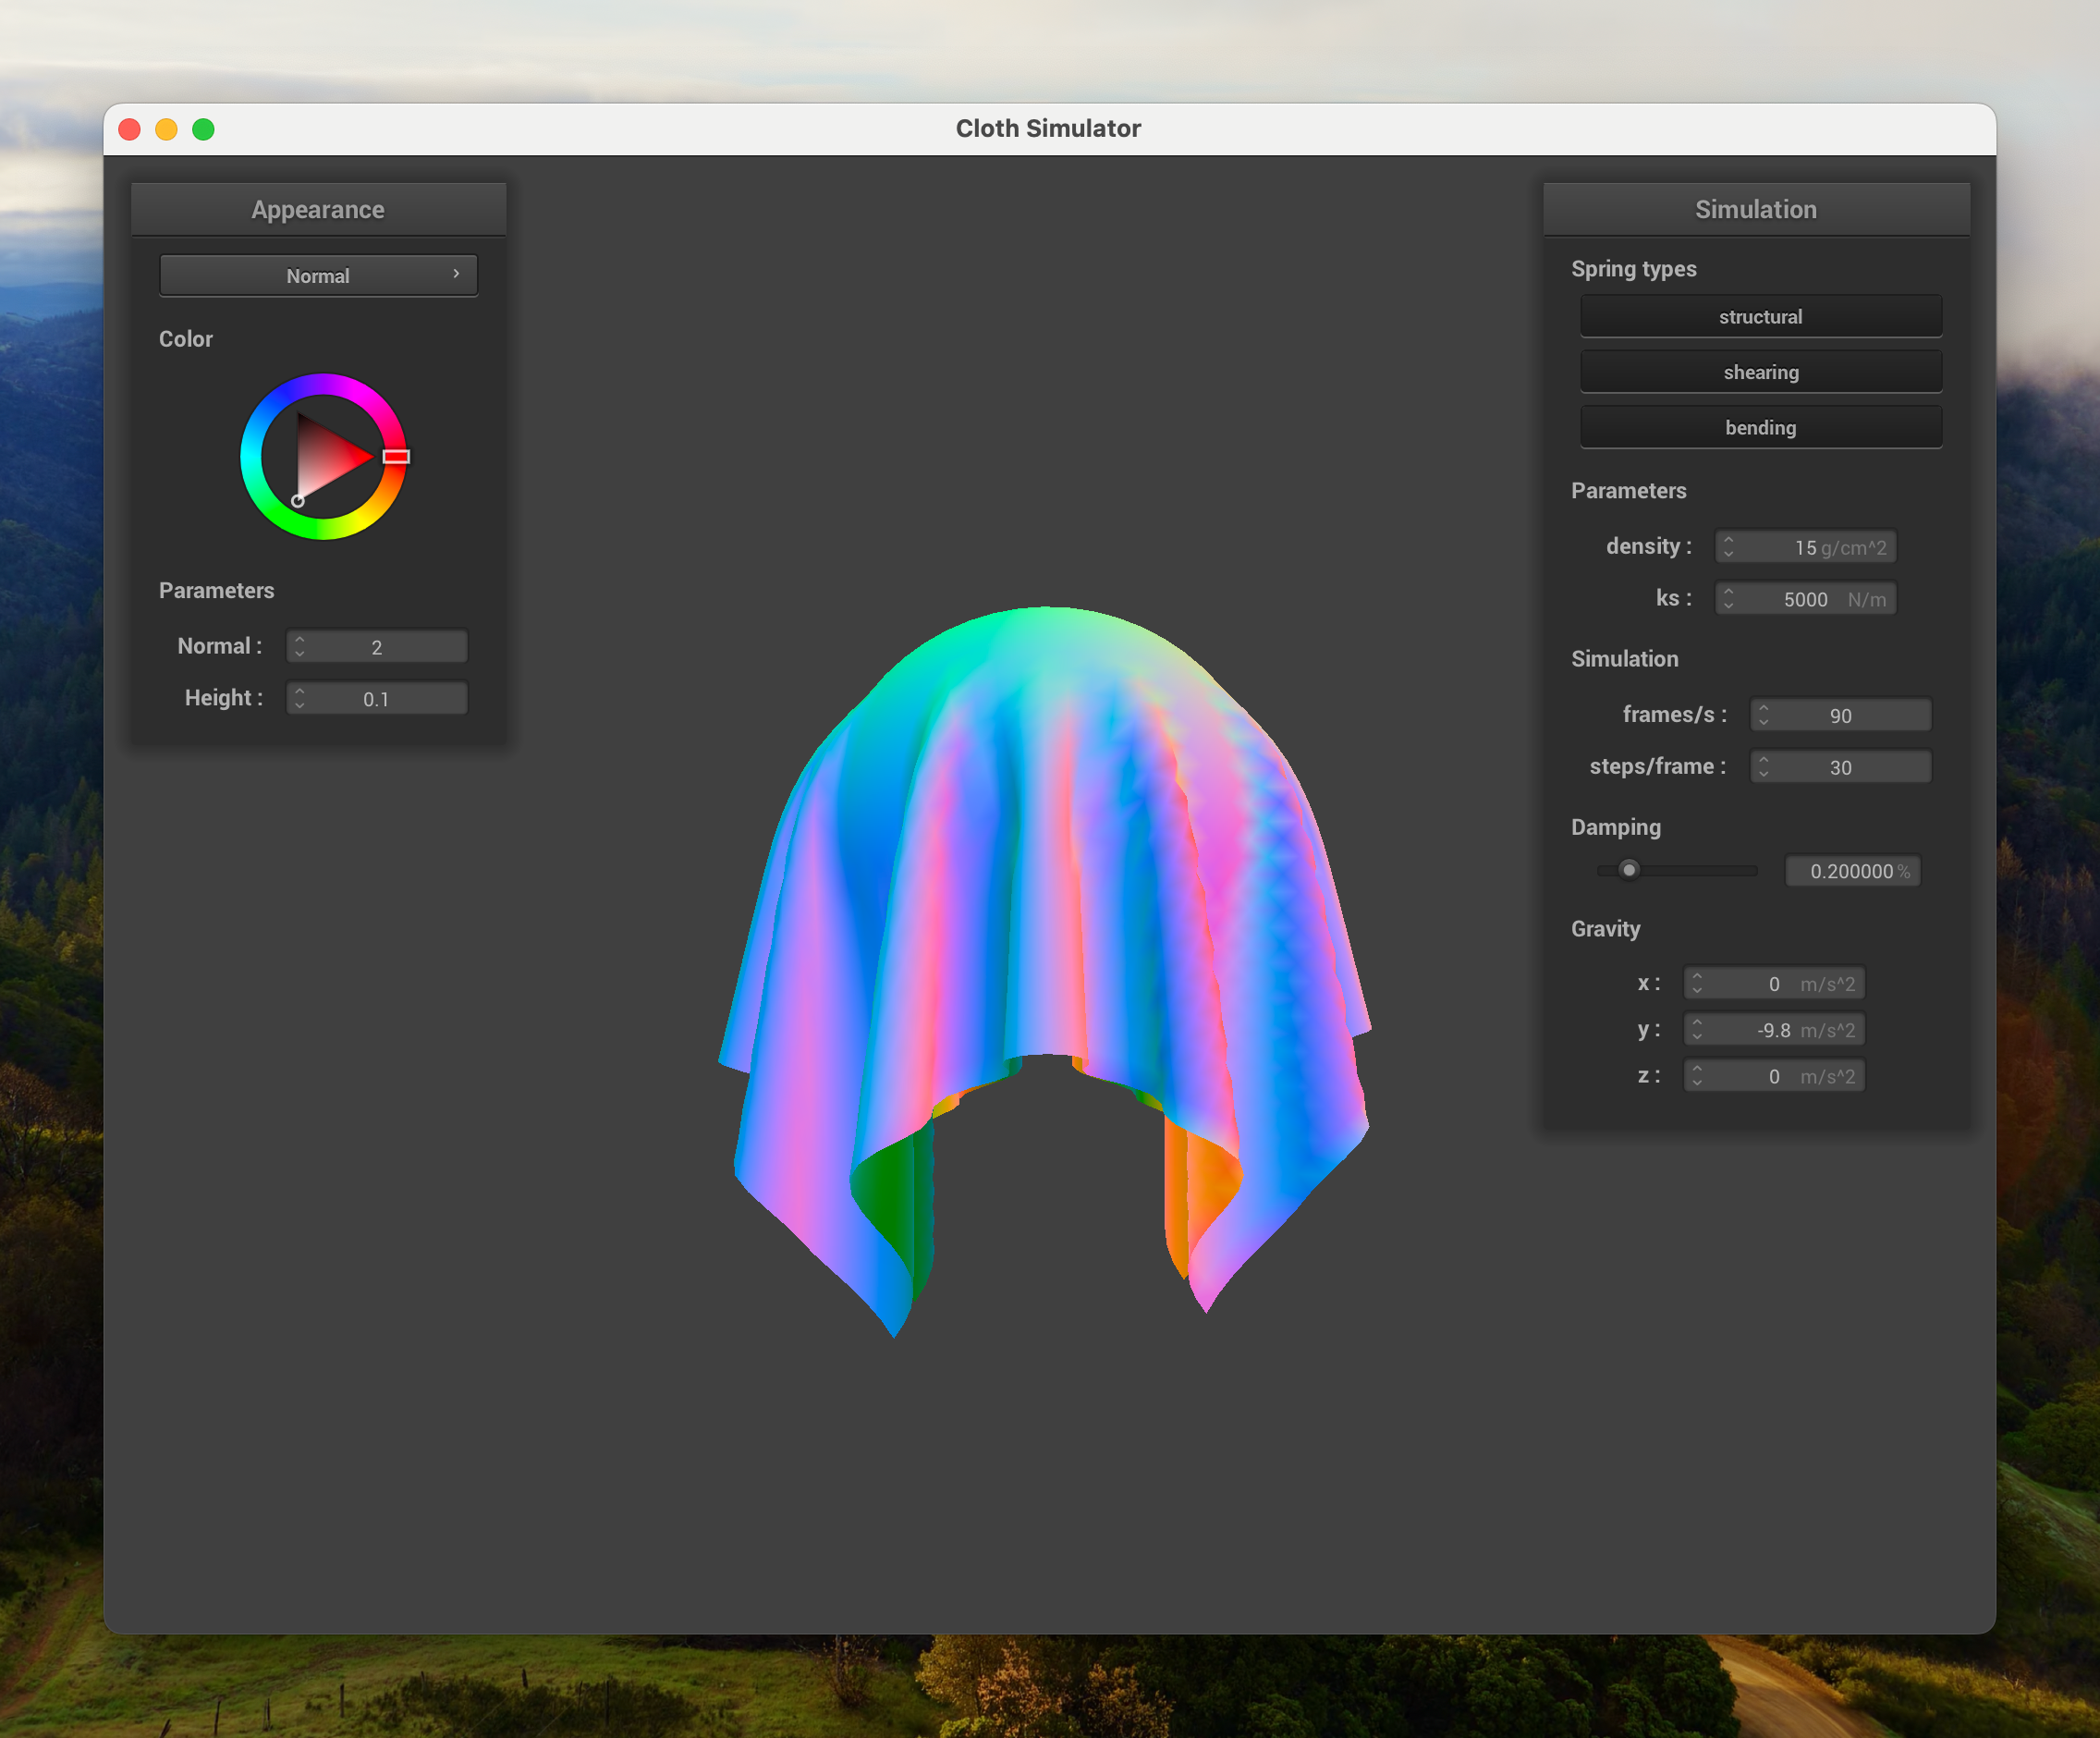 Cloth Simulator
Appearance
Normal
Color
Parameters
Normal : 2
Height : 0.1
Simulation
Spring types
structural
shearing
bending
Parameters
density : 15 g/cm^2
ks : 5000 N/m
Simulation
frames/s : 90
steps/frame : 30
Damping
0.200000 %
Gravity
x : 0 m/s^2
y : -9.8 m/s^2
z : 0 m/s^2